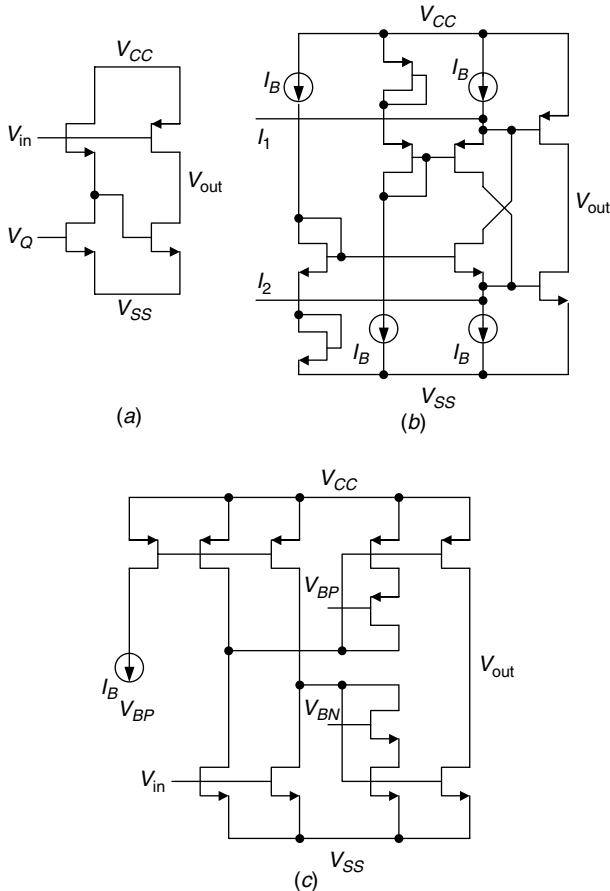 V_CC
V_in
V_out
V_Q
V_SS
(a)
V_CC
I_B
I_B
I_1
V_out
I_2
I_B
I_B
V_SS
(b)
V_CC
V_BP
I_B
V_BP
V_out
V_BN
V_in
V_SS
(c)